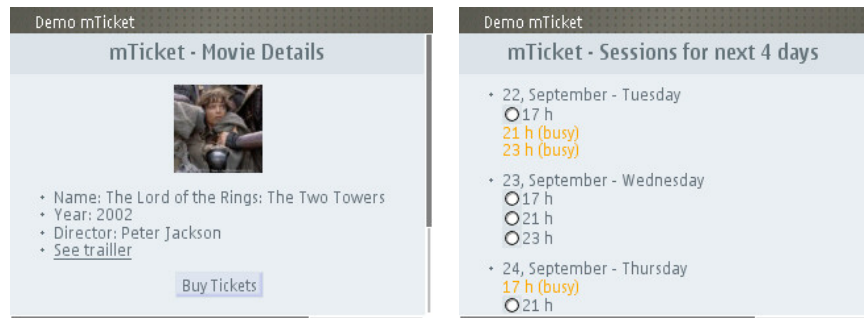 Demo mTicket
mTicket - Movie Details
• Name: The Lord of the Rings: The Two Towers
• Year: 2002
• Director: Peter Jackson
• See trailler
Buy Tickets
Demo mTicket
mTicket - Sessions for next 4 days
• 22, September - Tuesday
17 h
21 h (busy)
23 h (busy)
• 23, September - Wednesday
17 h
21 h
23 h
• 24, September - Thursday
17 h (busy)
21 h